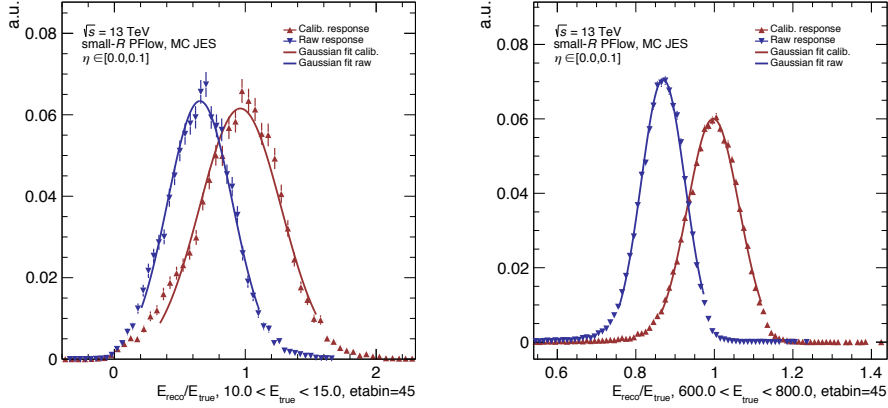 a.u.
√s = 13 TeV
small-R PFlow, MC JES
η∈[0.0,0.1]
Calib. response
Raw response
Gaussian fit calib.
Gaussian fit raw
0.08
0.06
0.04
0.02
0
0 1 2
E_reco/E_true, 10.0 < E_true < 15.0, etabin=45
a.u.
√s = 13 TeV
small-R PFlow, MC JES
η∈[0.0,0.1]
Calib. response
Raw response
Gaussian fit calib.
Gaussian fit raw
0.08
0.06
0.04
0.02
0.00
0.6 0.8 1.0 1.2 1.4
E_reco/E_true, 600.0 < E_true < 800.0, etabin=45